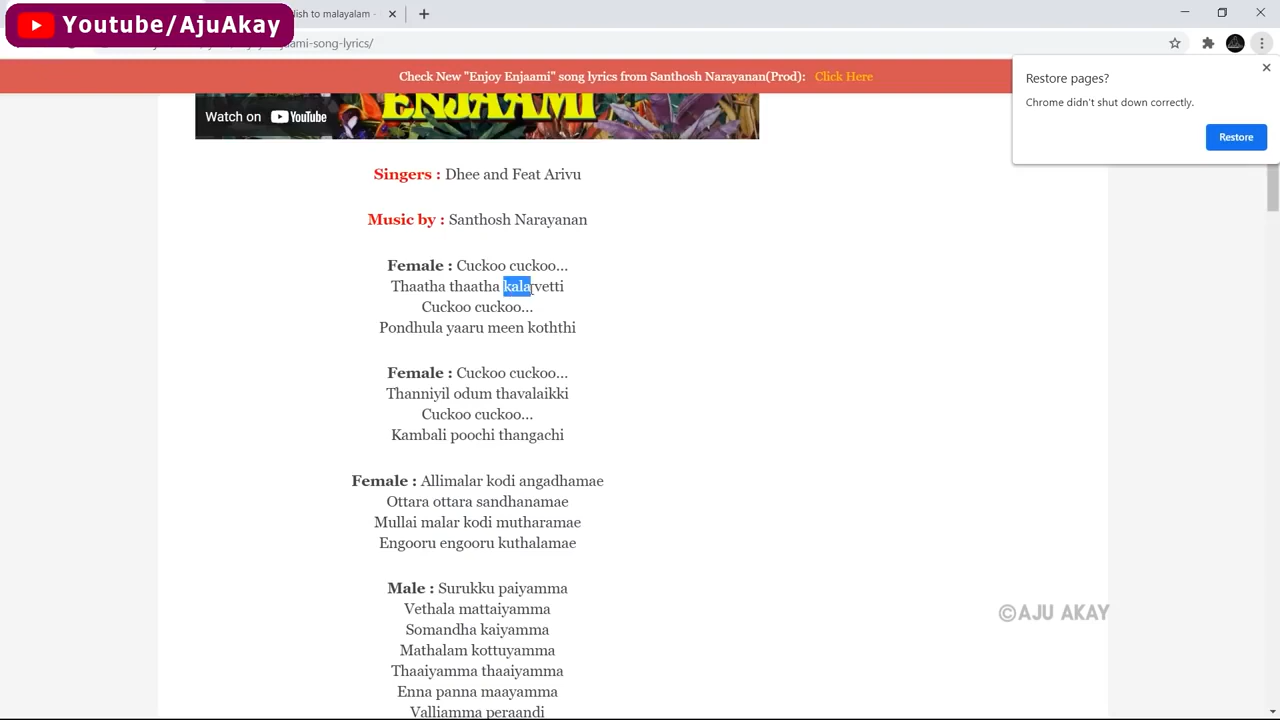 Youtube/AjuAkay
lish to malayalam -
-song-lyrics/
Check New "Enjoy Enjaami" song lyrics from Santhosh Narayanan(Prod): Click Here
Restore pages?
Chrome didn't shut down correctly.
Restore
ENJAAMI
Watch on YouTube
Singers : Dhee and Feat Arivu
Music by : Santhosh Narayanan
Female : Cuckoo cuckoo...
Thaatha thaatha kala vetti
Cuckoo cuckoo...
Pondhula yaaru meen koththi
Female : Cuckoo cuckoo...
Thanniyil odum thavalaikki
Cuckoo cuckoo...
Kambali poochi thangachi
Female : Allimalar kodi angadhamae
Ottara ottara sandhanamae
Mullai malar kodi mutharamae
Engooru engooru kuthalamae
Male : Surukku paiyamma
Vethala mattaiyamma
Somandha kaiyamma
Mathalam kottuyamma
Thaaiyamma thaaiyamma
Enna panna maayamma
Valliamma peraandi
©AJU AKAY